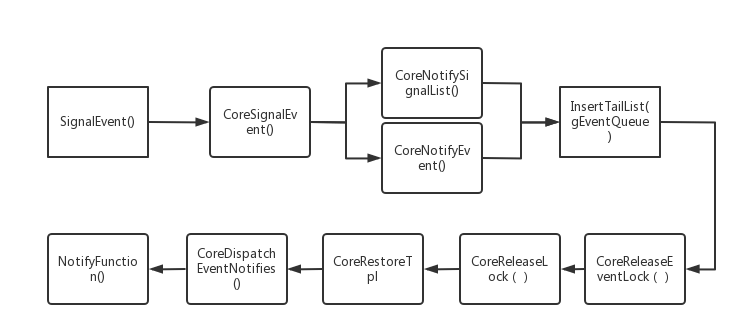 SignalEvent()
CoreSignalEv
ent()
CoreNotifySi
gnalList()
CoreNotifyEv
ent()
InsertTailList(
gEventQueue
)
NotifyFunctio
n()
CoreDispatch
EventNotifies
()
CoreRestoreT
pl
CoreReleaseL
ock（ ）
CoreReleaseE
ventLock（ ）